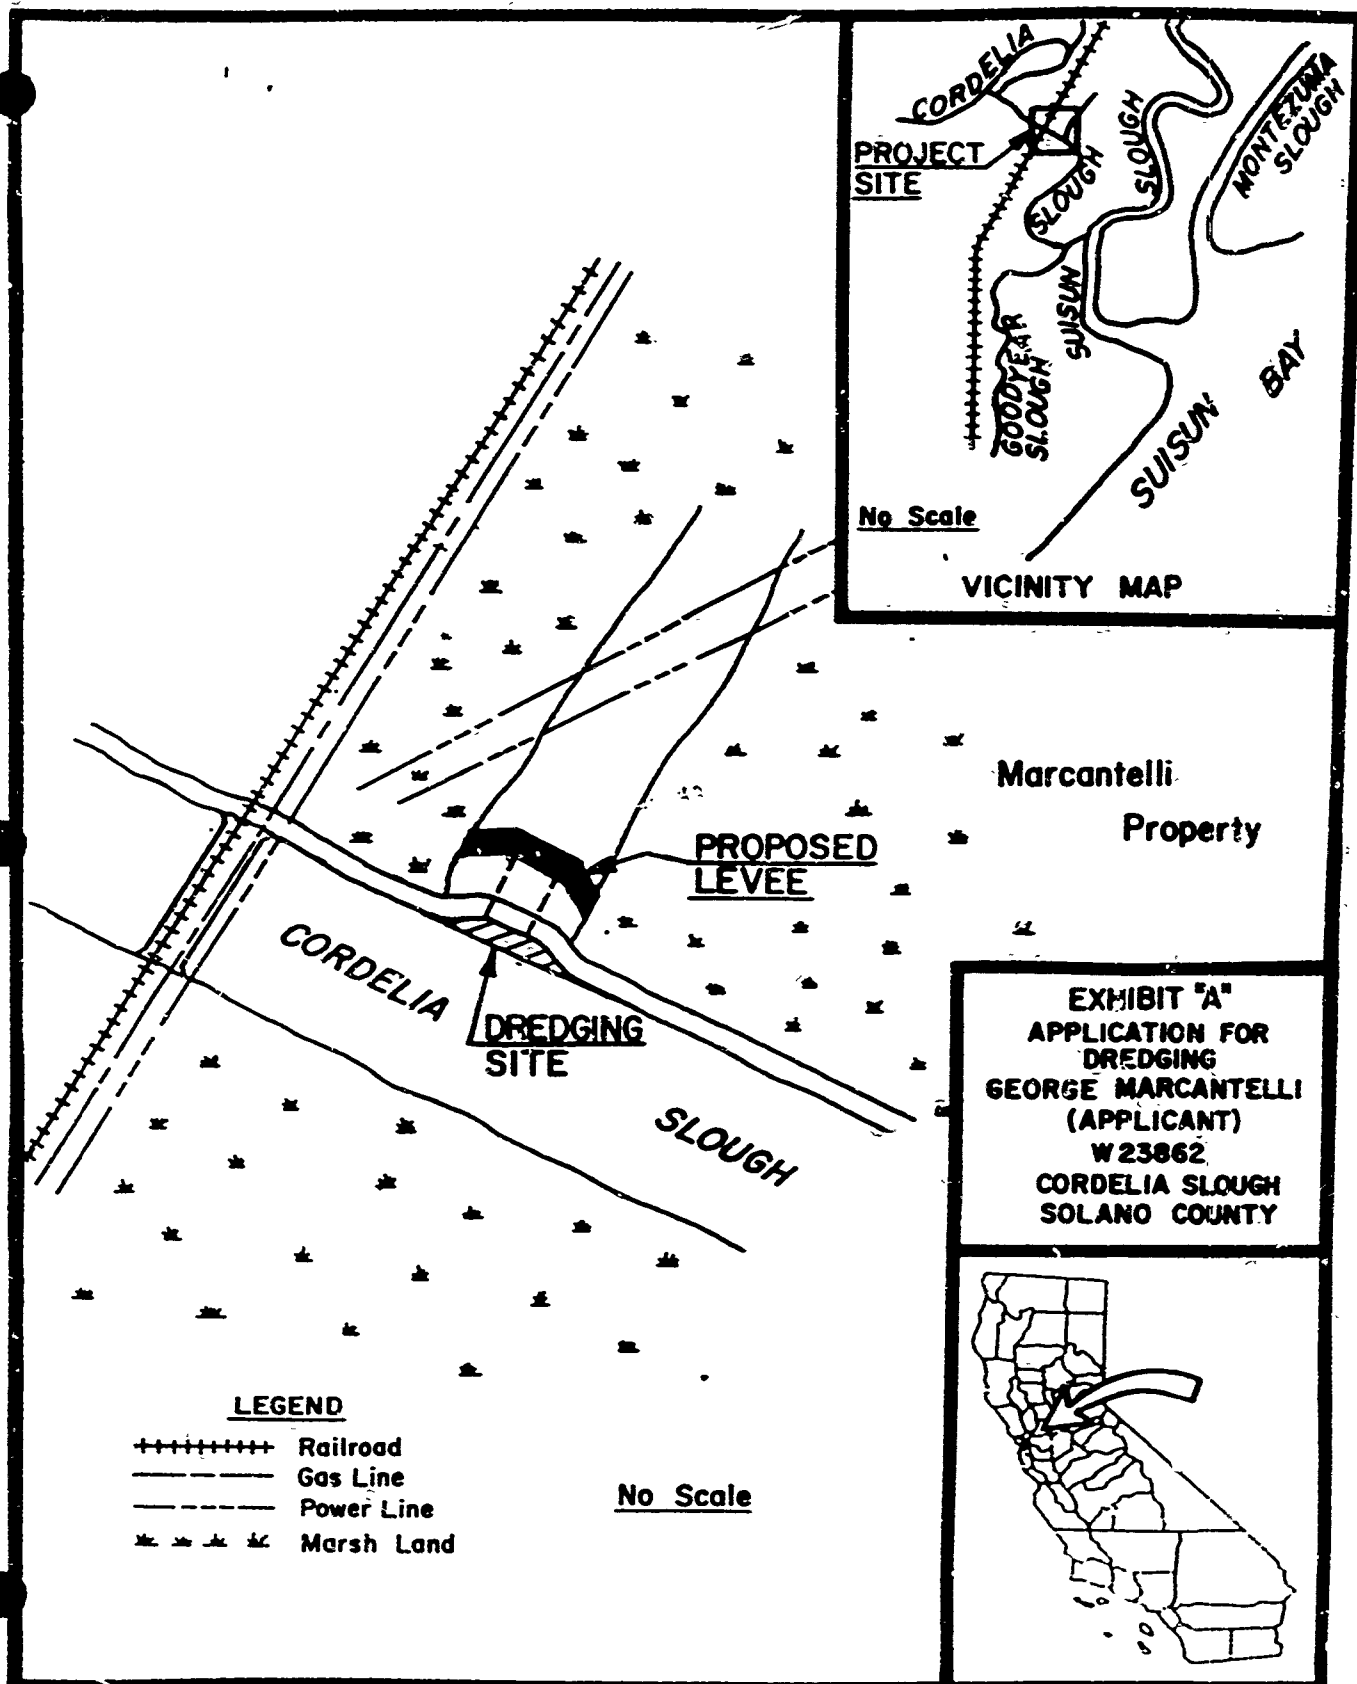 CORDELIA
PROJECT
SITE
SLOUGH
SLOUGH
MONTEZUMA
SLOUGH
SUISUN
GOODYEAR
SLOUGH
SUISUN BAY
No Scale
VICINITY MAP
Marcantelli
Property
PROPOSED
LEVEE
CORDELIA
DREDGING
SITE
SLOUGH
EXHIBIT "A"
APPLICATION FOR
DREDGING
GEORGE MARCANTELLI
(APPLICANT)
W 23862
CORDELIA SLOUGH
SOLANO COUNTY
LEGEND
Railroad
Gas Line
Power Line
Marsh Land
No Scale